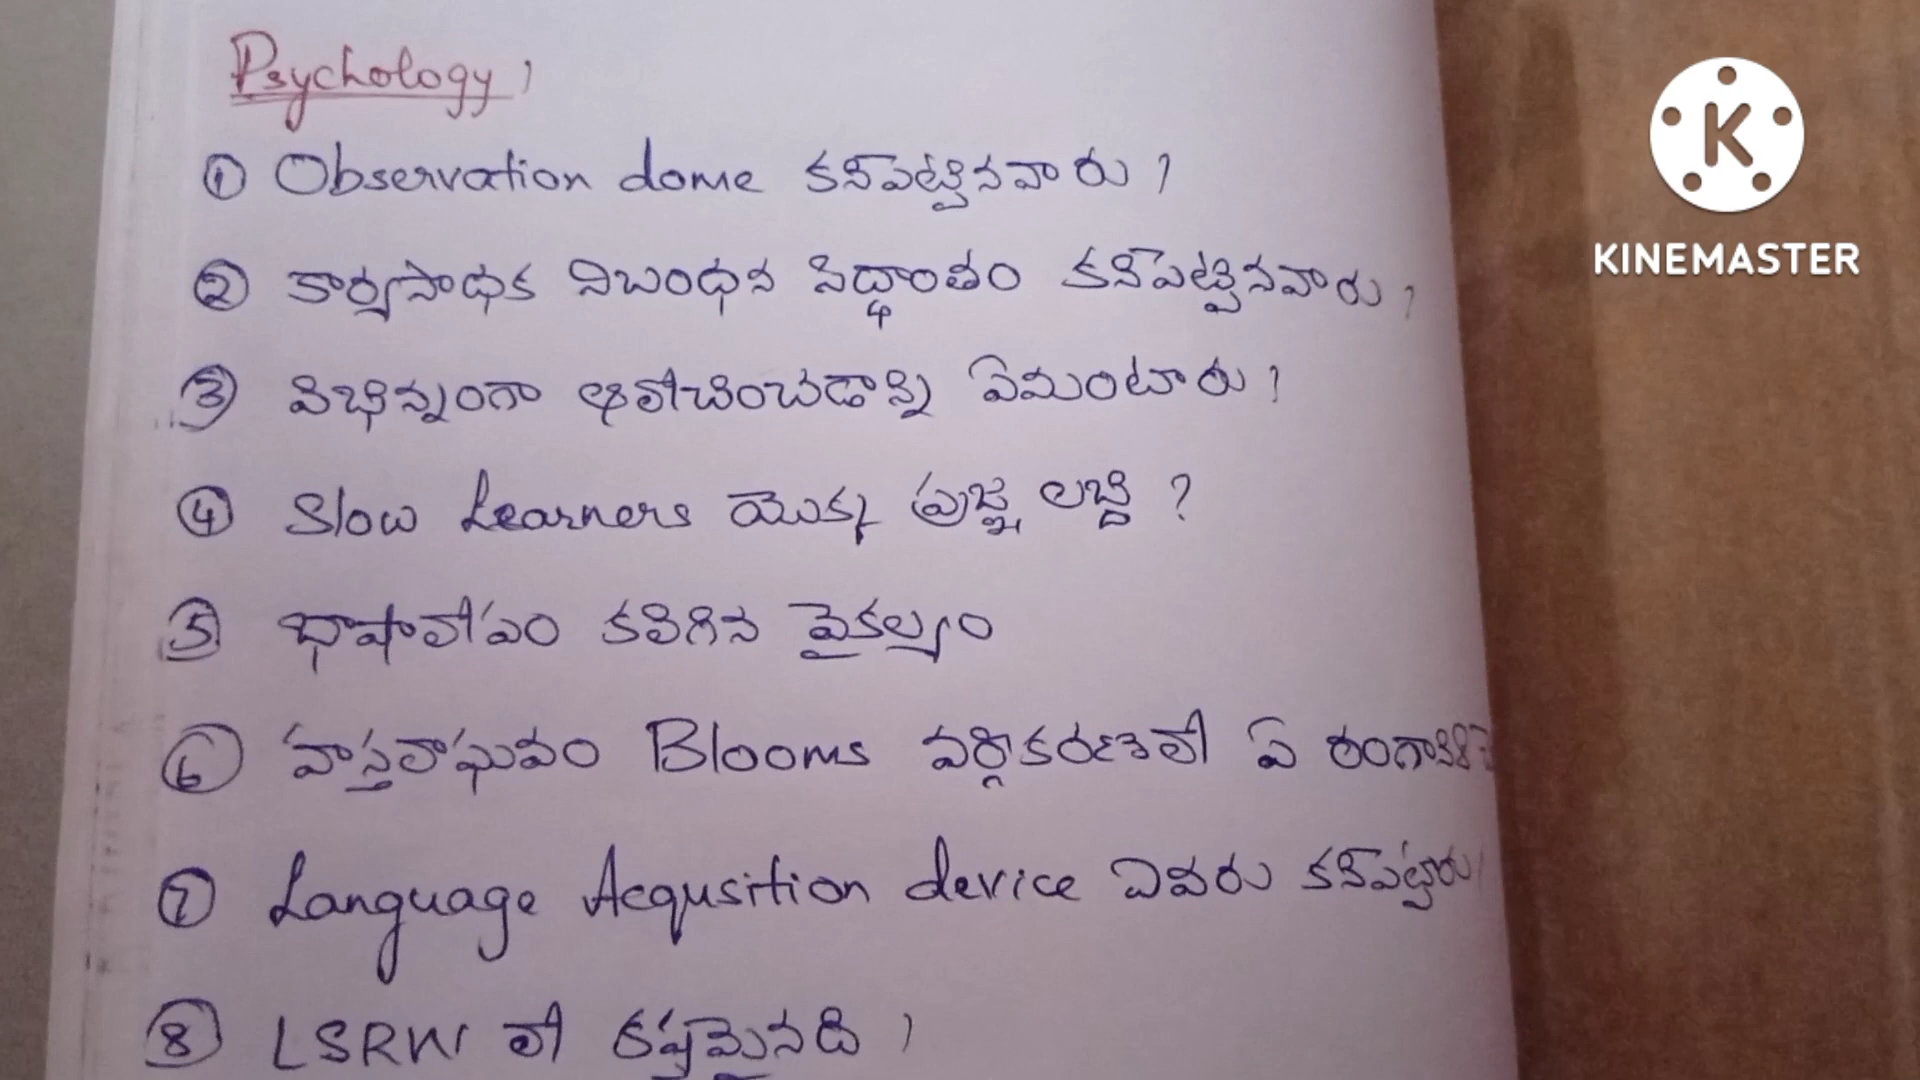 Psychology,
① Observation dome కనిపెట్టినవారు ?
② కార్యసాధక నిబంధన సిద్ధాంతం కనిపెట్టినవారు ?
③ విభిన్నంగా ఆలోచించడాన్ని ఏమంటారు ?
④ Slow Learners యొక్క ప్రజ్ఞ లబ్ది ?
⑤ భాషాలోపం కలిగిన వైకల్యం
⑥ హస్తలాఘవం Blooms వర్గీకరణలో ఏ
⑦ Language Acqusition device ఎవరు కనిపెట్టారు
⑧ LSRW లో కష్టమైనది ?
K
KINEMASTER